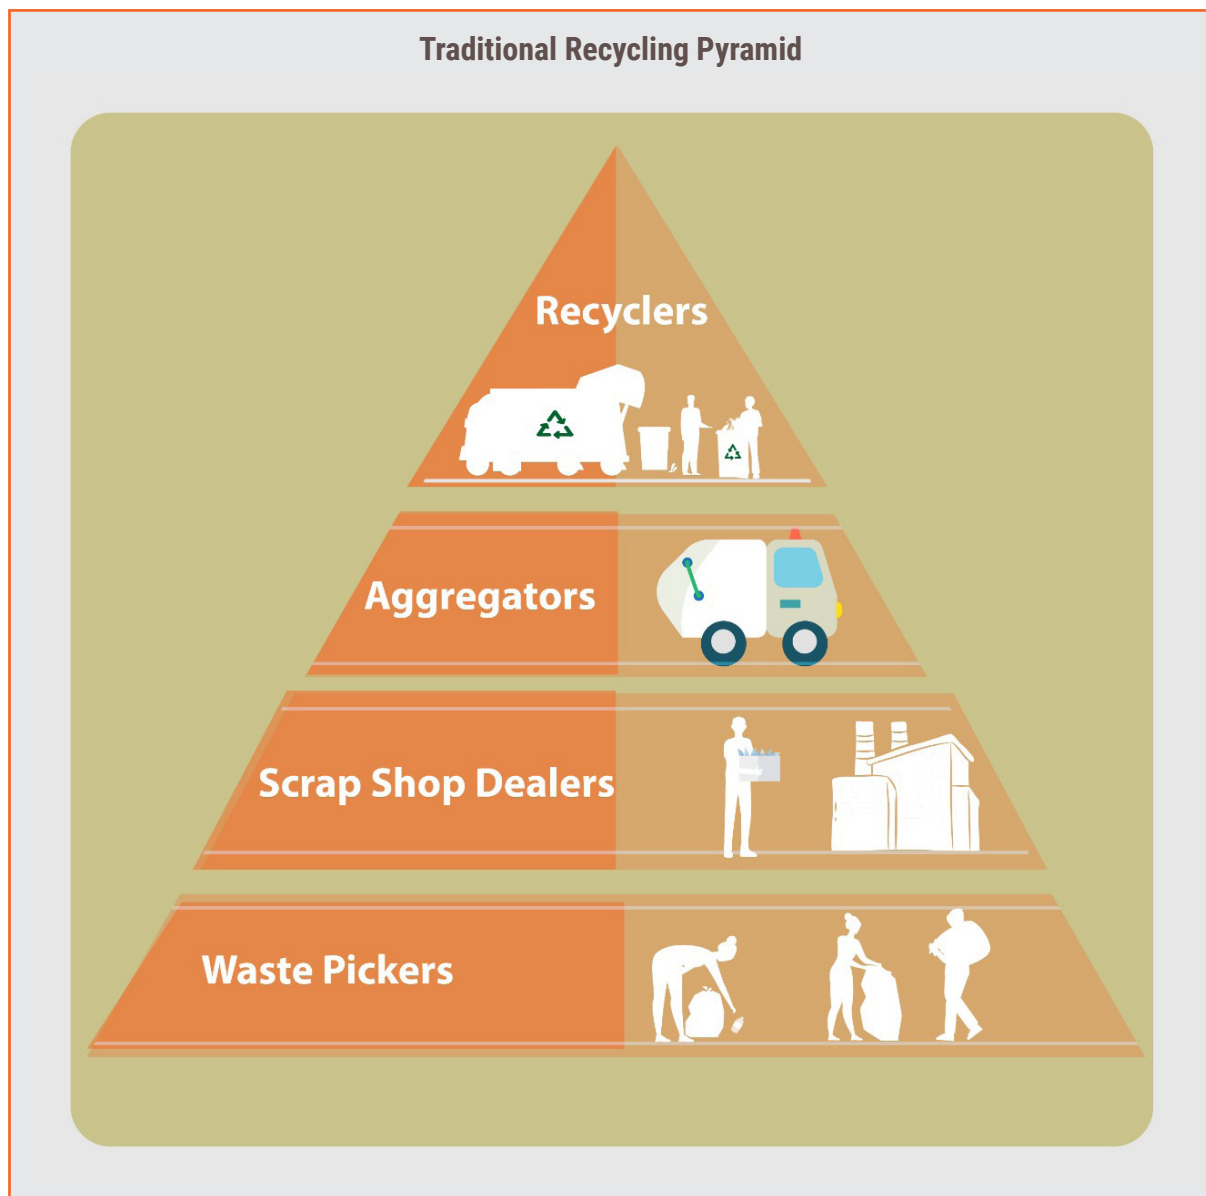 Traditional Recycling Pyramid
Recyclers
Aggregators
Scrap Shop Dealers
Waste Pickers